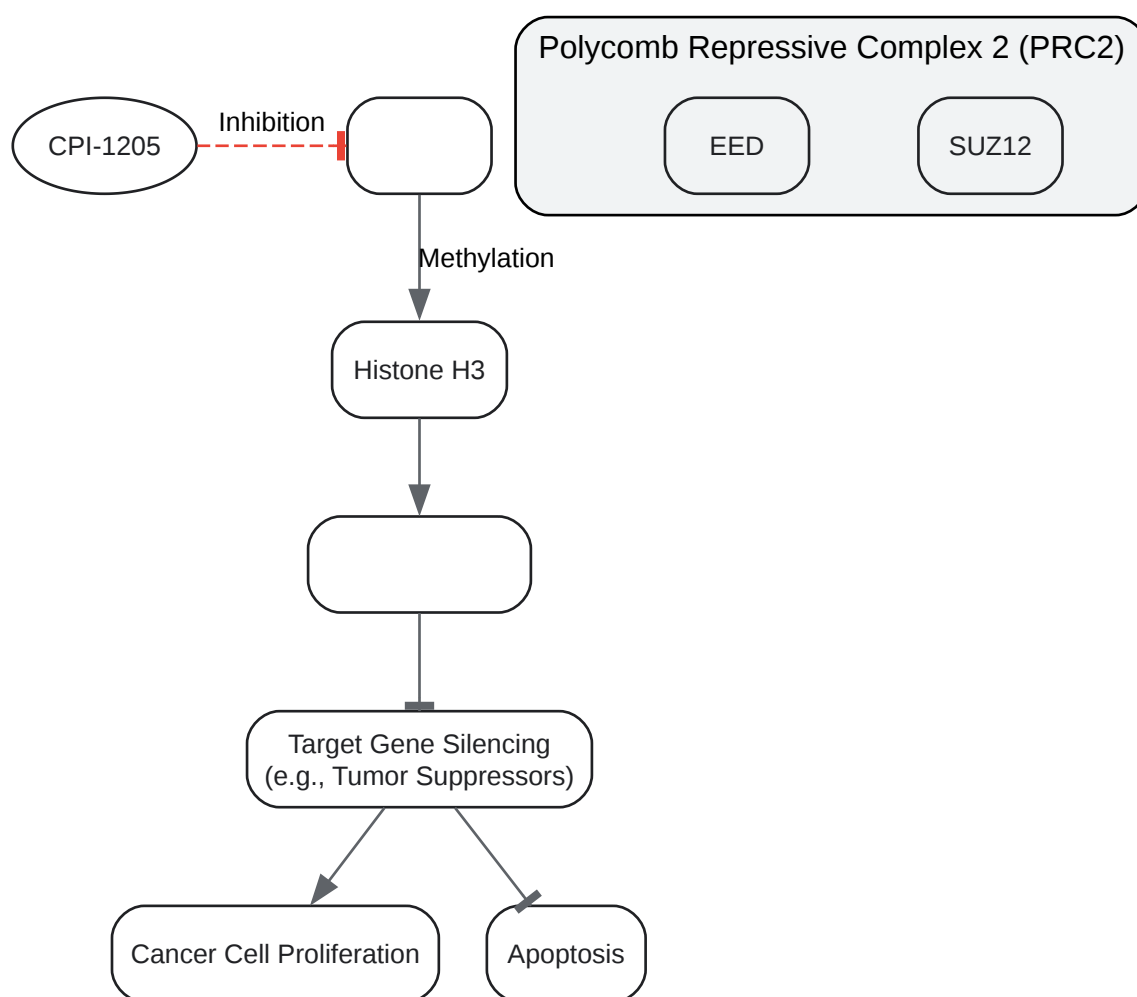 Polycomb Repressive Complex 2 (PRC2)
CPI-1205
Inhibition
EED
SUZ12
Methylation
Histone H3
Target Gene Silencing
(e.g., Tumor Suppressors)
Cancer Cell Proliferation
Apoptosis